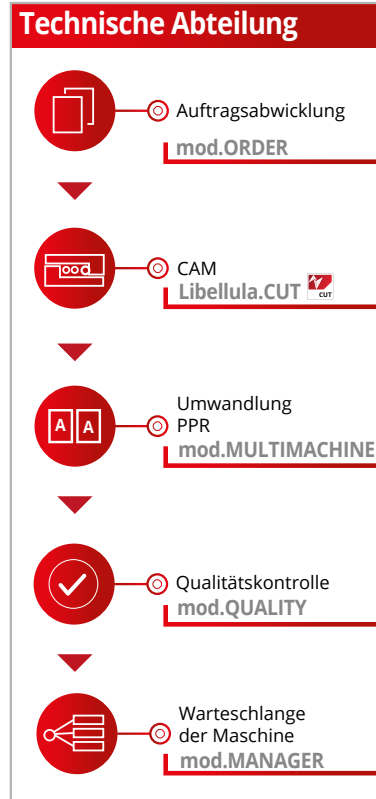 Technische Abteilung
Auftragsabwicklung
mod.ORDER
CAM
Libellula.CUT
CUT
Umwandlung
A A PPR
mod.MULTIMACHINE
Qualitätskontrolle
mod.QUALITY
Warteschlange
der Maschine
mod.MANAGER